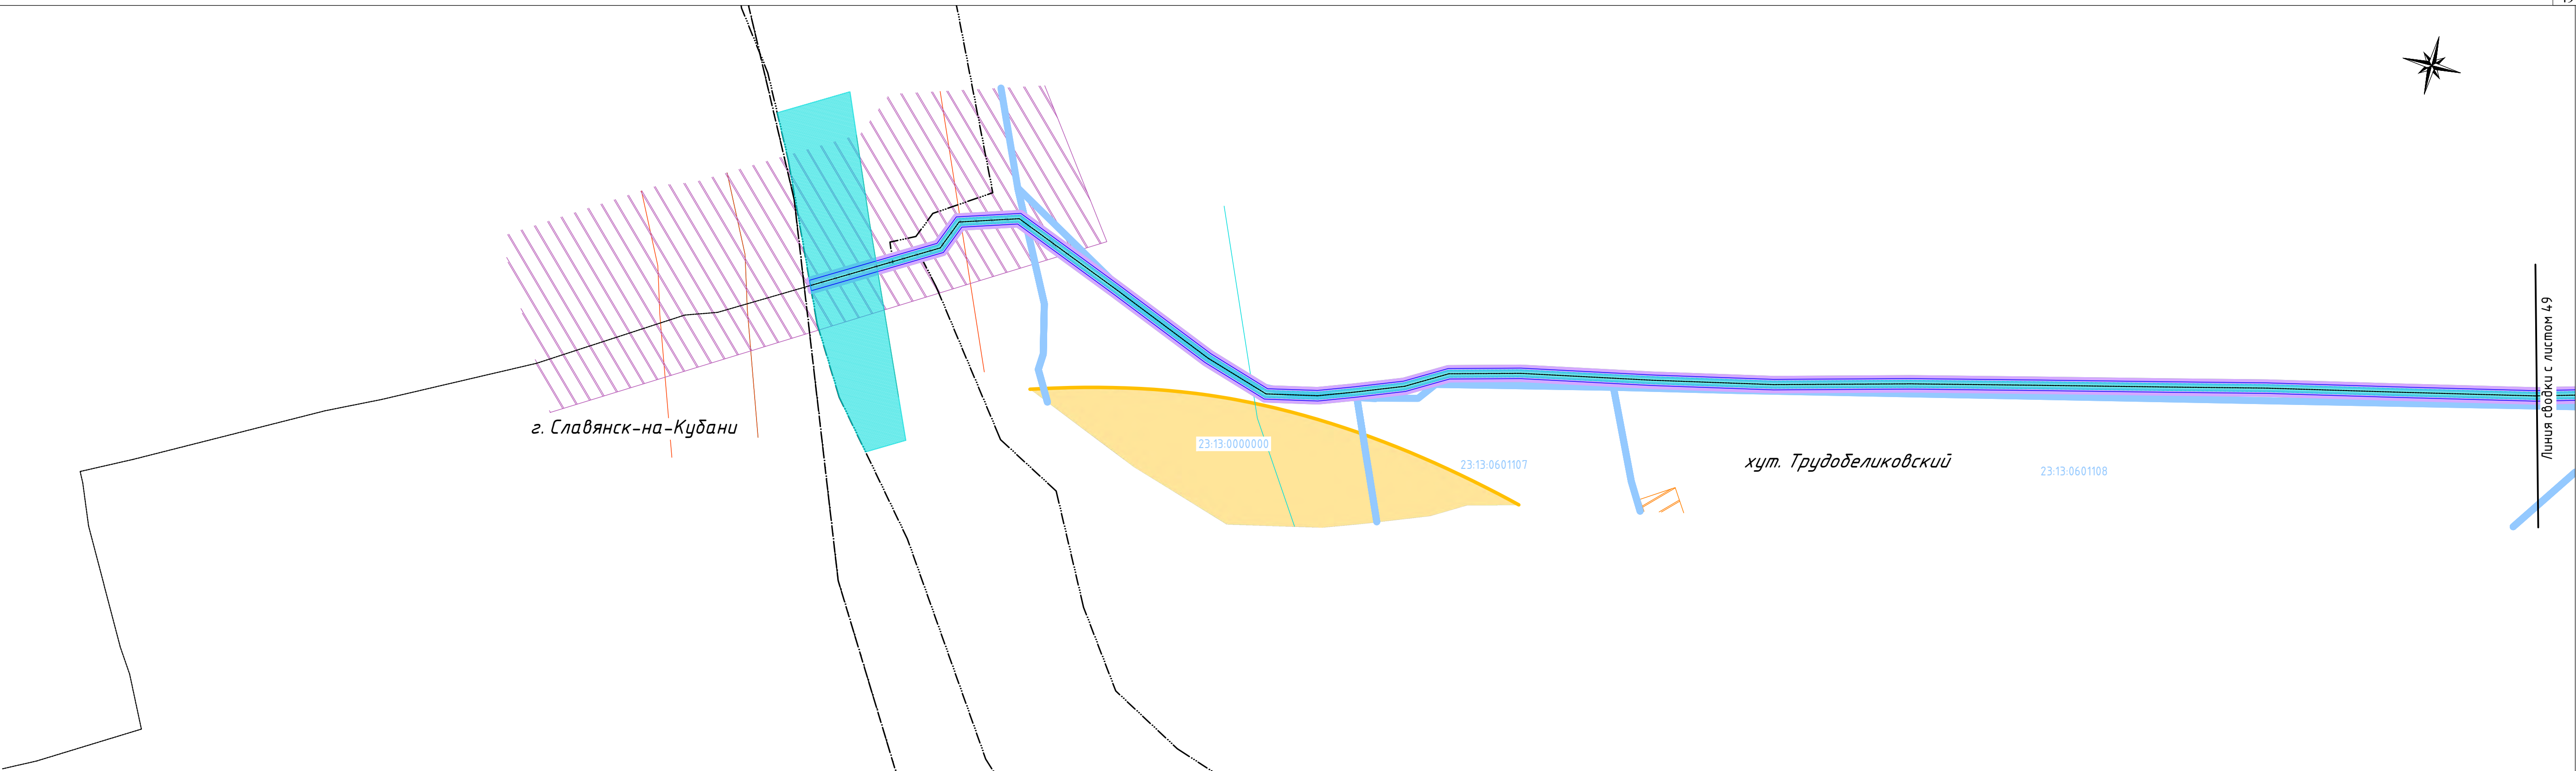 г. Славянск-на-Кубани
23:13:0000000
23:13:0601107
хут. Трудобеликовский
23:13:0601108
Линия сводки с листом 49